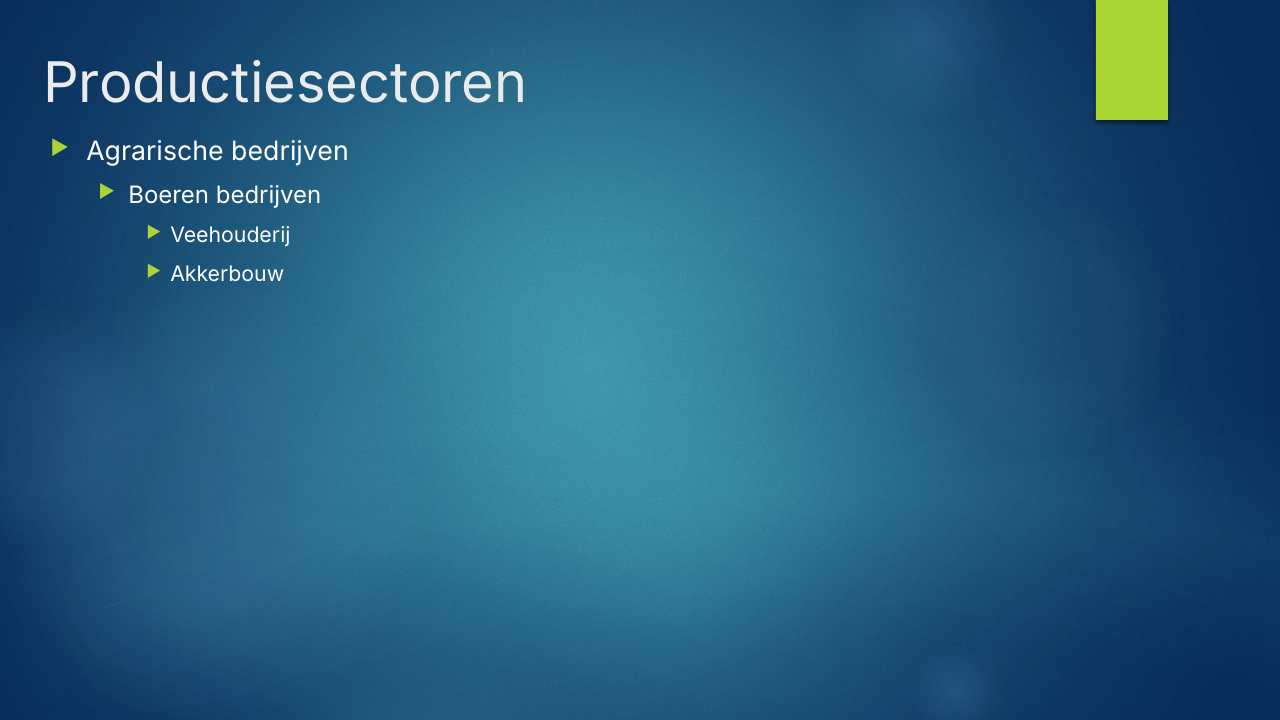 Productiesectoren
Agrarische bedrijven
Boeren bedrijven
Veehouderij
Akkerbouw